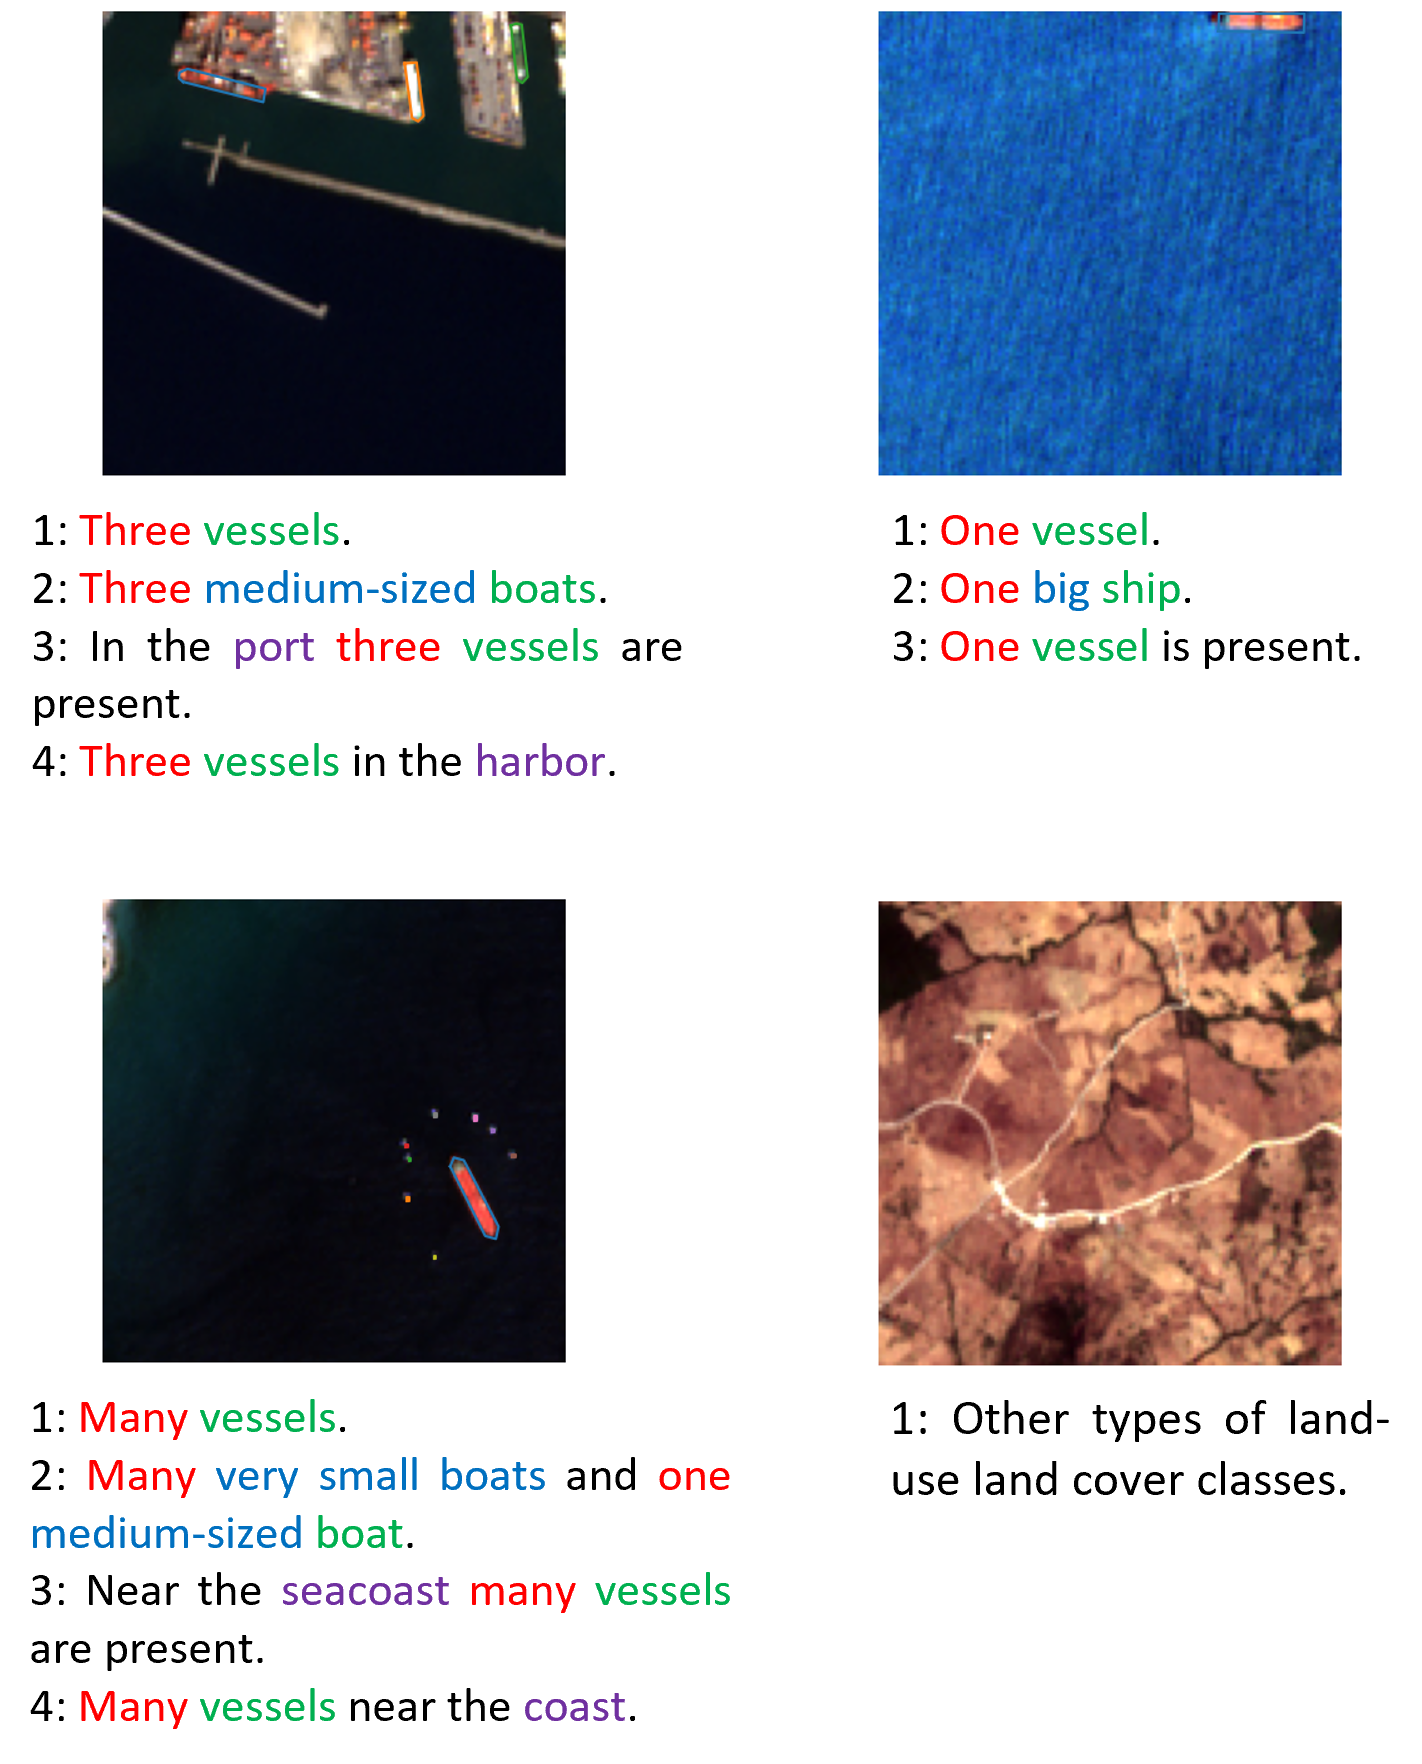 1: Three vessels.
2: Three medium-sized boats.
3: In the port three vessels are
present.
4: Three vessels in the harbor.
1: One vessel.
2: One big ship.
3: One vessel is present.
1: Many vessels.
2: Many very small boats and one
medium-sized boat.
3: Near the seacoast many vessels
are present.
4: Many vessels near the coast.
1: Other types of land-
use land cover classes.